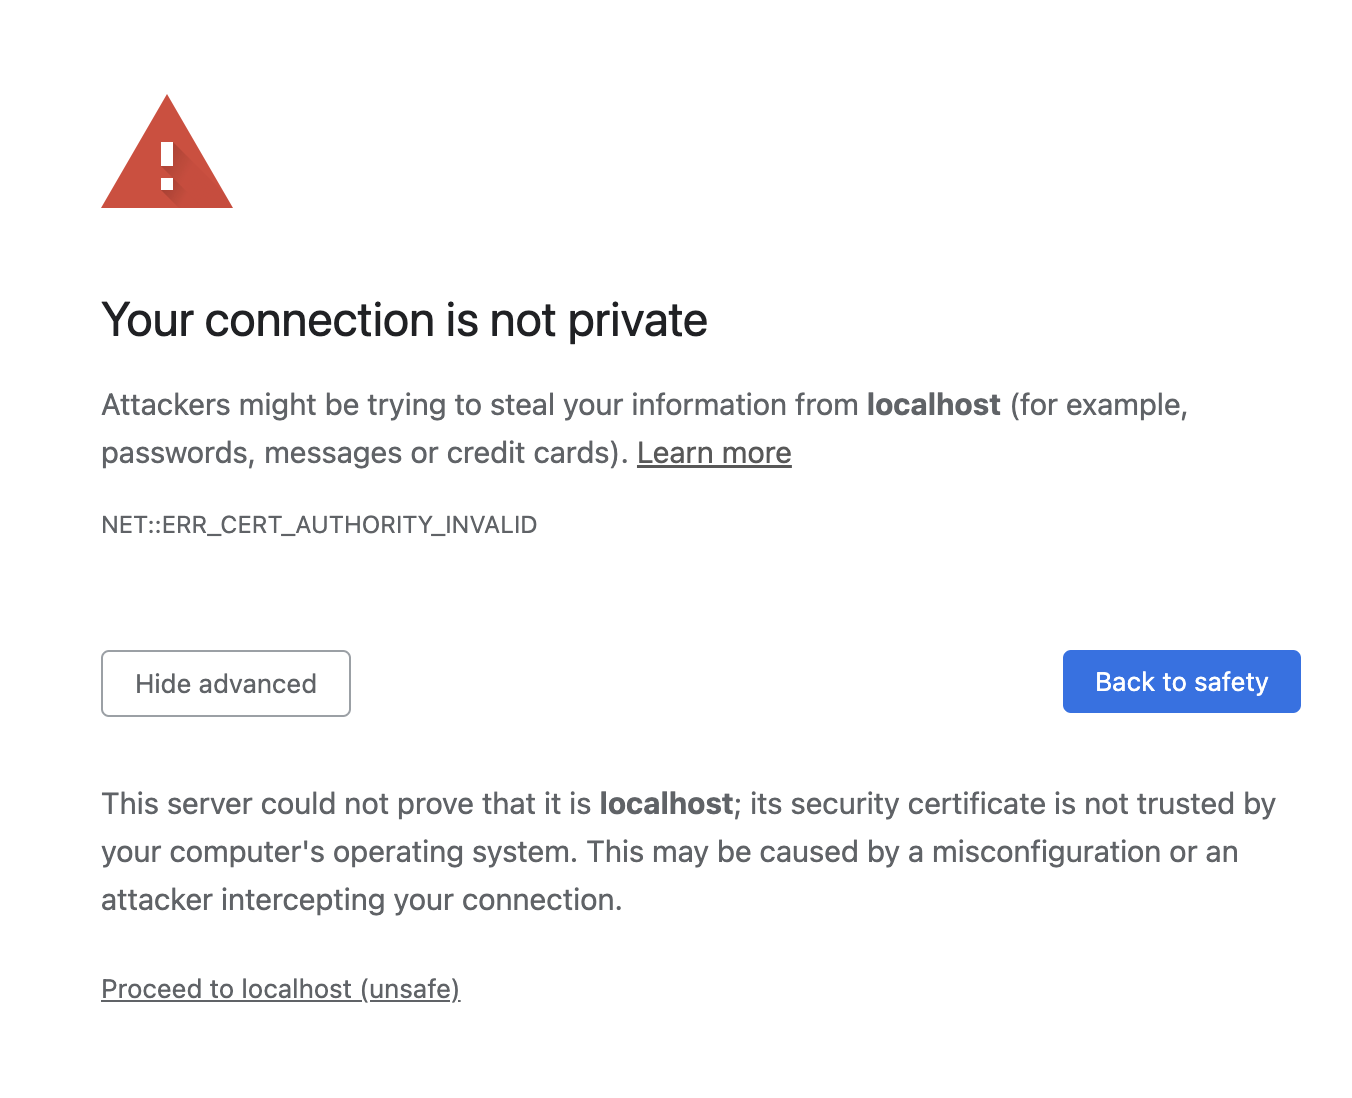 Your connection is not private
Attackers might be trying to steal your information from localhost (for example,
passwords, messages or credit cards). Learn more
NET::ERR_CERT_AUTHORITY_INVALID
Hide advanced
Back to safety
This server could not prove that it is localhost; its security certificate is not trusted by
your computer's operating system. This may be caused by a misconfiguration or an
attacker intercepting your connection.
Proceed to localhost (unsafe)